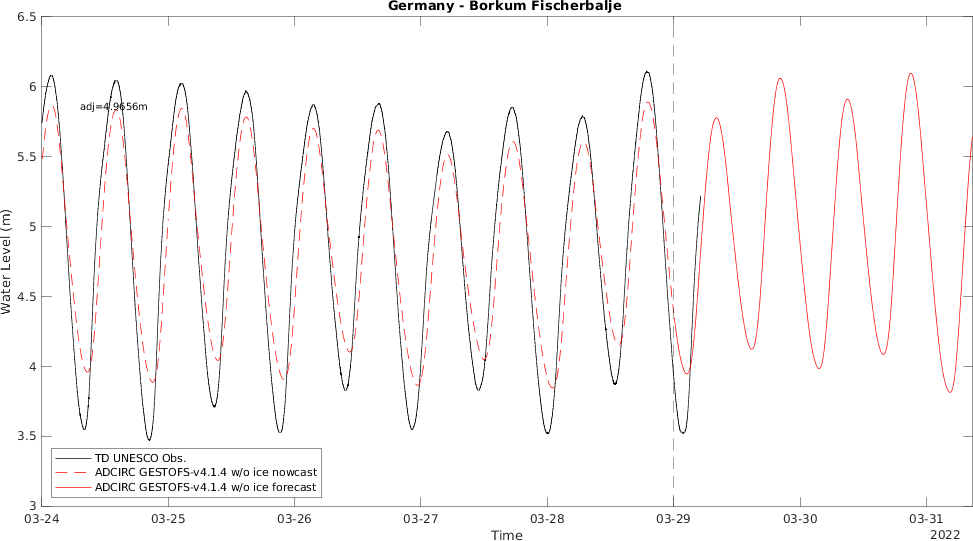 Germany - Borkum Fischerbalje
6.5
6
5.5
5
4.5
4
3.5
3
Water Level (m)
adj=4.9656m
TD UNESCO Obs.
ADCIRC GESTOFS-v4.1.4 w/o ice nowcast
ADCIRC GESTOFS-v4.1.4 w/o ice forecast
03-24 03-25 03-26 03-27 03-28 03-29 03-30 03-31
Time
2022